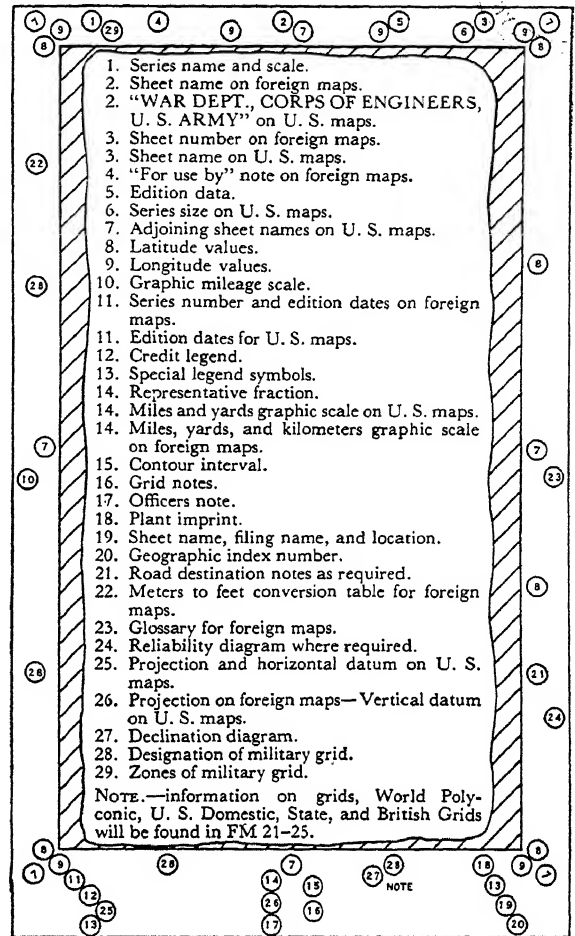 7 9 1 29 4 9 2 7 9 5 6 3 9 7
8 8
1. Series name and scale.
2. Sheet name on foreign maps.
2. “WAR DEPT., CORPS OF ENGINEERS,
U. S. ARMY” on U. S. maps.
3. Sheet number on foreign maps.
3. Sheet name on U. S. maps.
22
4. “For use by” note on foreign maps.
5. Edition data.
6. Series size on U. S. maps.
7. Adjoining sheet names on U. S. maps.
8. Latitude values.
8
9. Longitude values.
28
10. Graphic mileage scale.
11. Series number and edition dates on foreign
maps.
11. Edition dates for U. S. maps.
12. Credit legend.
13. Special legend symbols.
14. Representative fraction.
14. Miles and yards graphic scale on U. S. maps.
14. Miles, yards, and kilometers graphic scale
on foreign maps.
7 7
15. Contour interval.
10 23
16. Grid notes.
17. Officers note.
18. Plant imprint.
19. Sheet name, filing name, and location.
20. Geographic index number.
21. Road destination notes as required.
8
22. Meters to feet conversion table for foreign
maps.
23. Glossary for foreign maps.
24. Reliability diagram where required.
25. Projection and horizontal datum on U. S.
maps.
28 21
26. Projection on foreign maps—Vertical datum
on U. S. maps.
24
27. Declination diagram.
28. Designation of military grid.
29. Zones of military grid.
NOTE.—information on grids, World Poly-
conic, U. S. Domestic, State, and British Grids
will be found in FM 21-25.
8 8
7 9 28 7 27 28 18 9 7
11 14 15 NOTE 13
12
25 26 16 19
13 17 20